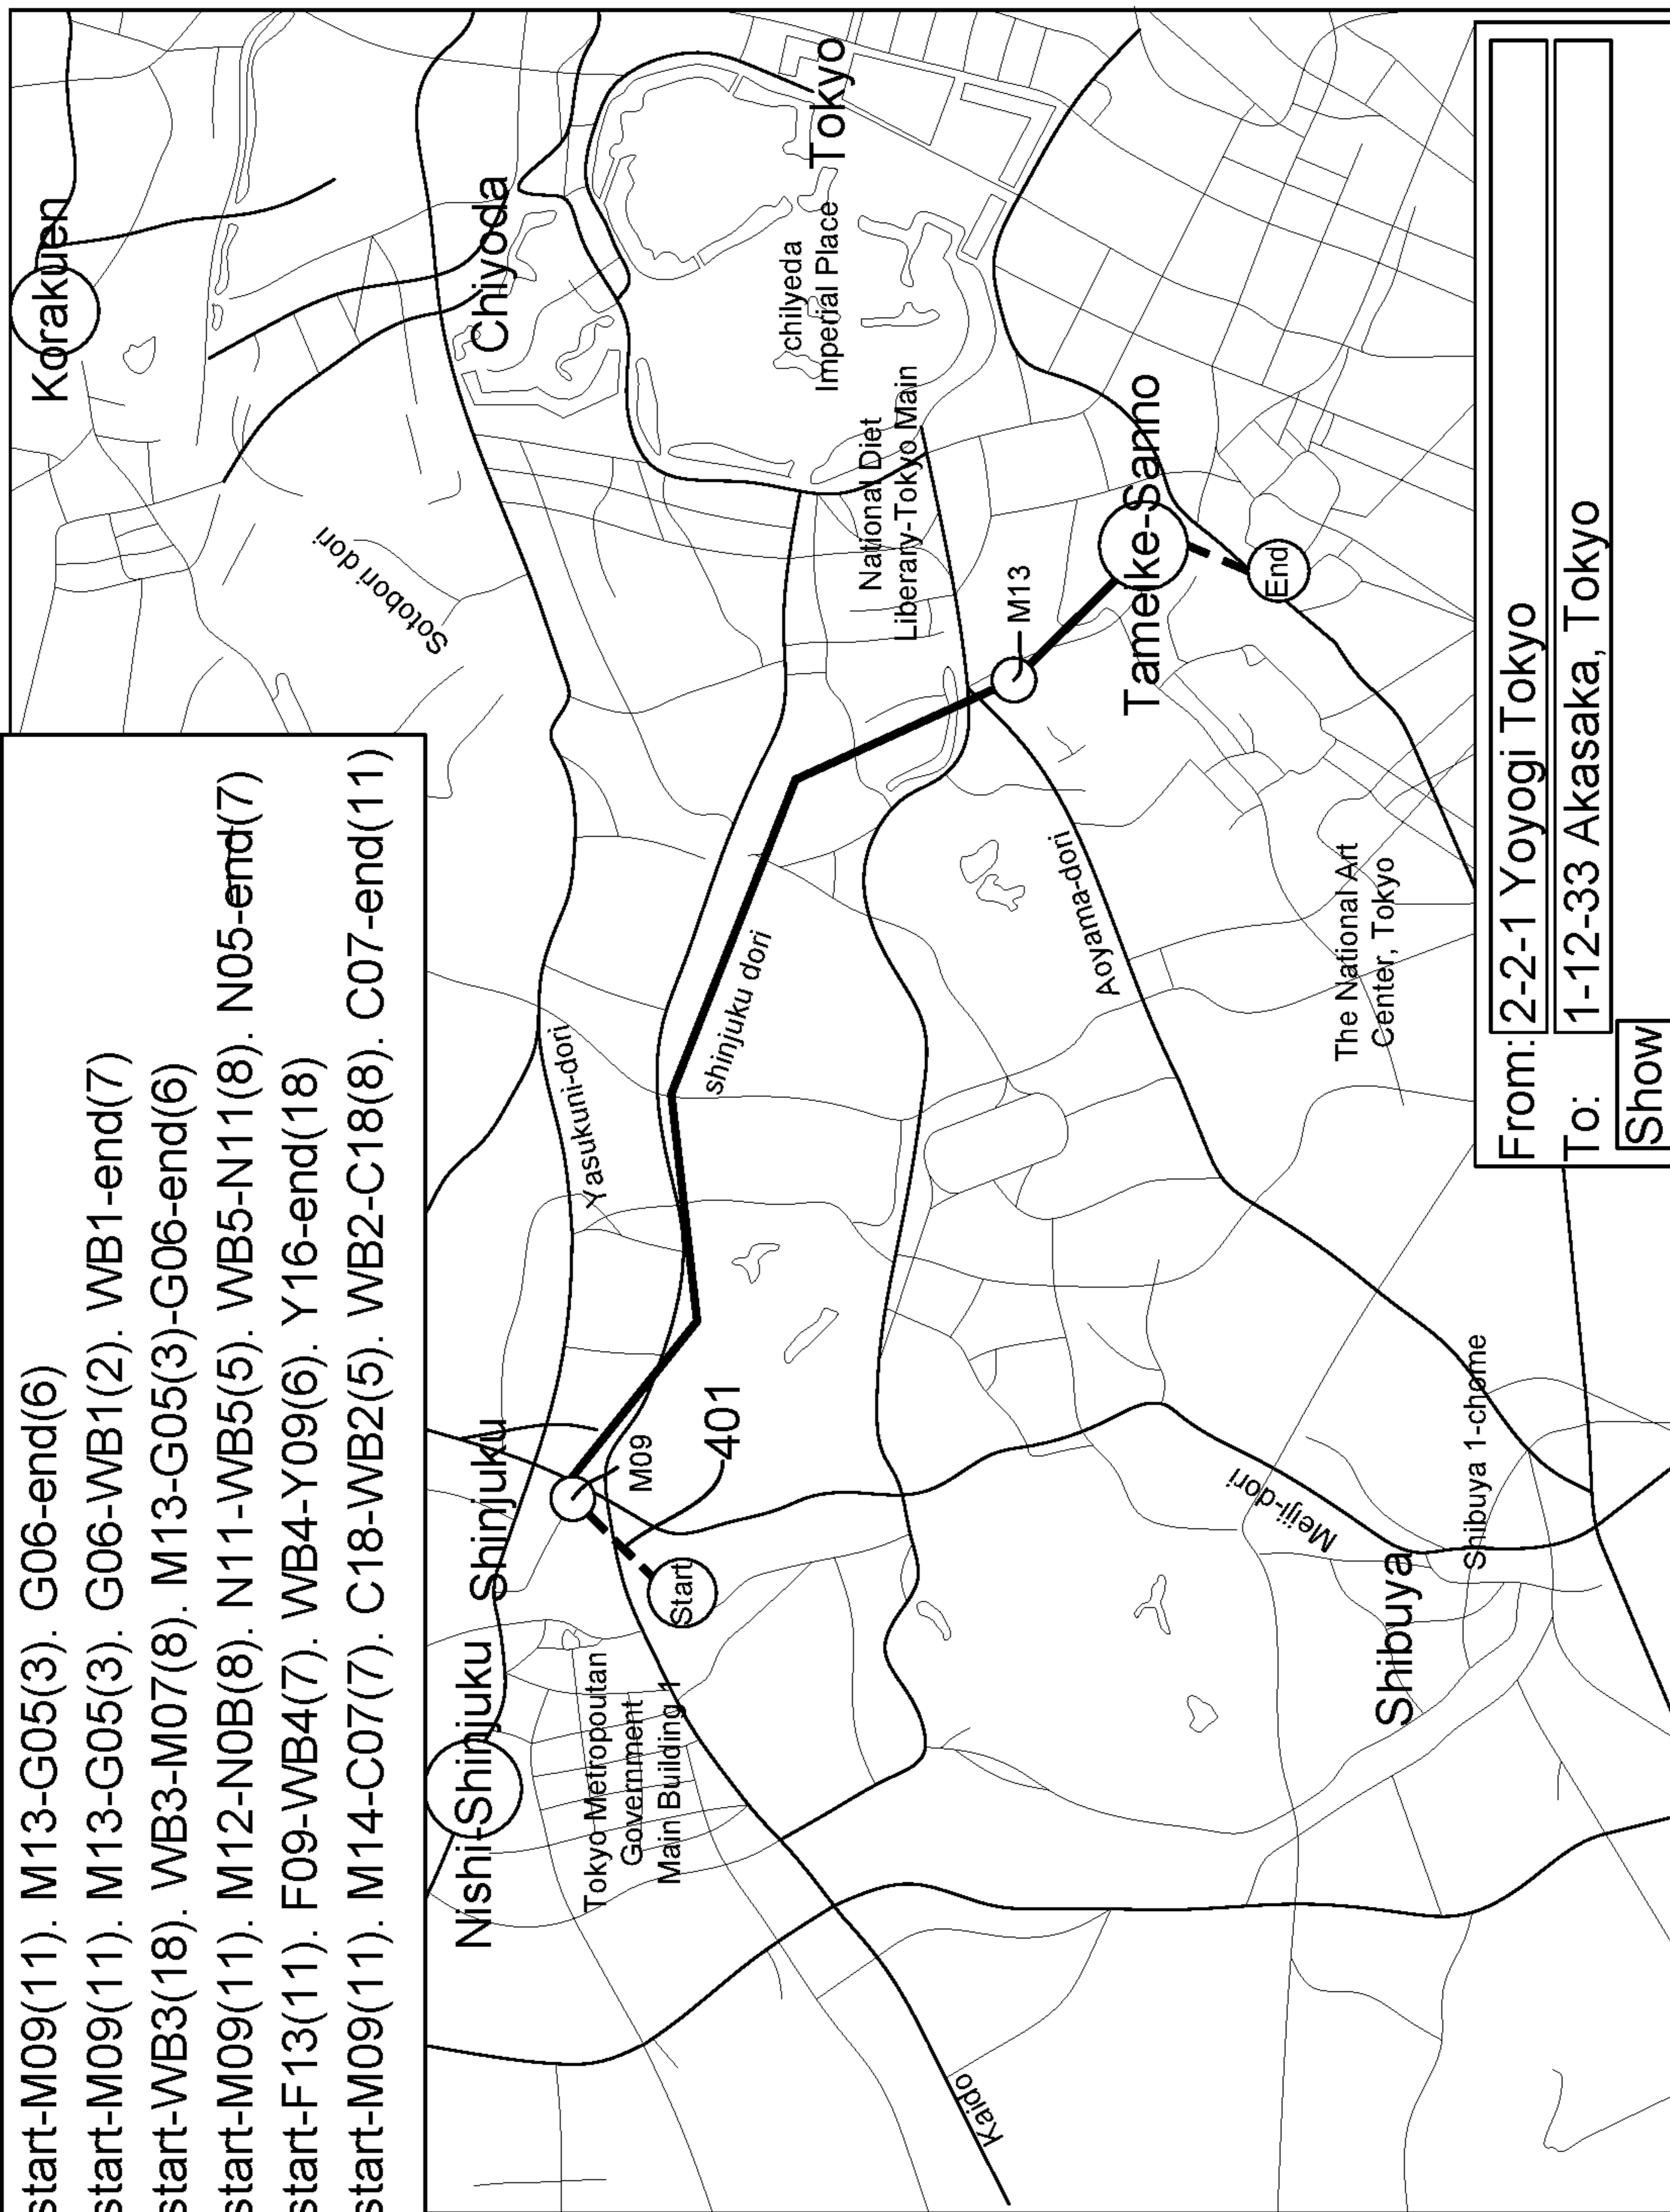 start-M09(11). M13-G05(3). G06-end(6)
start-M09(11). M13-G05(3). G06-WB1(2). WB1-end(7)
start-WB3(18). WB3-M07(8). M13-G05(3)-G06-end(6)
start-M09(11). M12-N0B(8). N11-WB5(5). WB5-N11(8). N05-end(7)
start-F13(11). F09-WB4(7). WB4-Y09(6). Y16-end(18)
start-M09(11). M14-C07(7). C18-WB2(5). WB2-C18(8). C07-end(11)
Korakuen
Sotobori dori
Chiyoda
Nishi-Shinjuku
Shinjuku
Yasukuni-dori
Tokyo Metropoutan
Government
Main Building 1
Start
M09
401
shinjuku dori
chilyeda
Imperial Place
Tokyo
National Diet
Liberary-Tokyo Main
M13
Tameike-Sanno
End
Kaido
Aoyama-dori
Meiji-dori
The National Art
Center, Tokyo
Shibuya
Shibuya 1-chome
From: 2-2-1 Yoyogi Tokyo
To: 1-12-33 Akasaka, Tokyo
Show